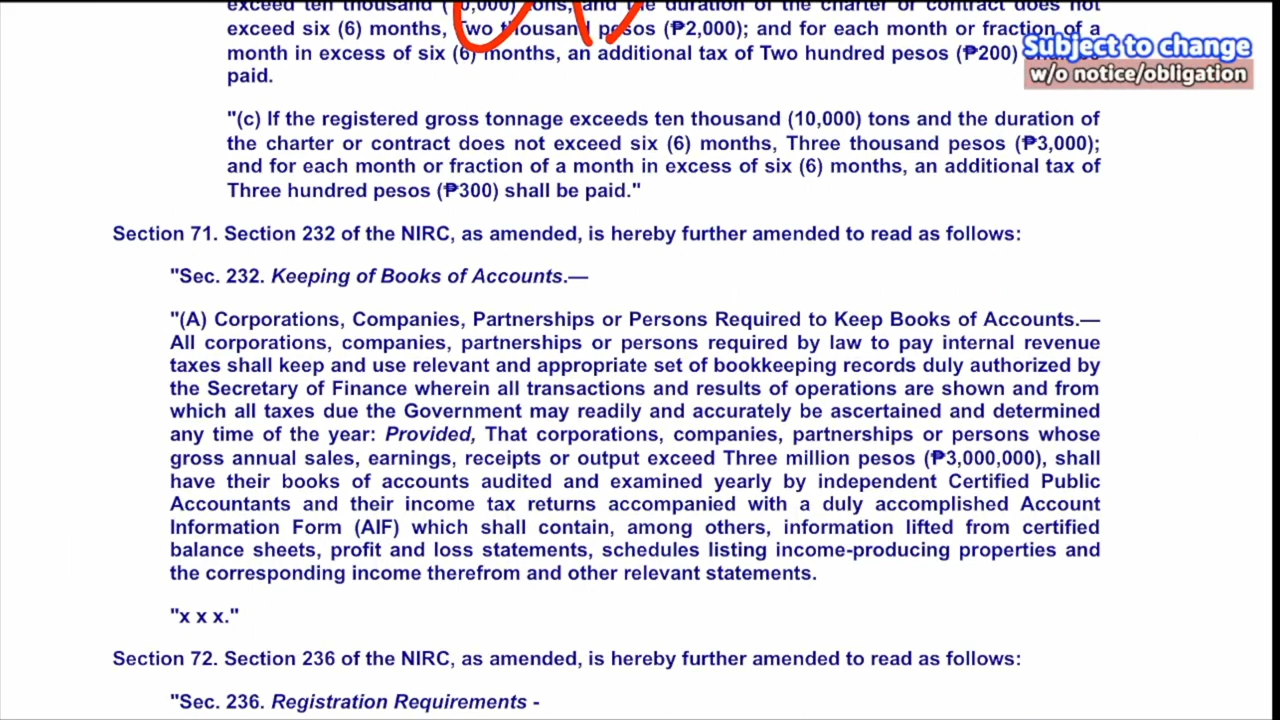 exceed ten thousand (10,000) tons, and the duration of the charter or contract does not
exceed six (6) months, Two thousand pesos (₱2,000); and for each month or fraction of a
month in excess of six (6) months, an additional tax of Two hundred pesos (₱200)
paid.
Subject to change
w/o notice/obligation
"(c) If the registered gross tonnage exceeds ten thousand (10,000) tons and the duration of
the charter or contract does not exceed six (6) months, Three thousand pesos (₱3,000);
and for each month or fraction of a month in excess of six (6) months, an additional tax of
Three hundred pesos (₱300) shall be paid."
Section 71. Section 232 of the NIRC, as amended, is hereby further amended to read as follows:
"Sec. 232. Keeping of Books of Accounts.—
"(A) Corporations, Companies, Partnerships or Persons Required to Keep Books of Accounts.—
All corporations, companies, partnerships or persons required by law to pay internal revenue
taxes shall keep and use relevant and appropriate set of bookkeeping records duly authorized by
the Secretary of Finance wherein all transactions and results of operations are shown and from
which all taxes due the Government may readily and accurately be ascertained and determined
any time of the year: Provided, That corporations, companies, partnerships or persons whose
gross annual sales, earnings, receipts or output exceed Three million pesos (₱3,000,000), shall
have their books of accounts audited and examined yearly by independent Certified Public
Accountants and their income tax returns accompanied with a duly accomplished Account
Information Form (AIF) which shall contain, among others, information lifted from certified
balance sheets, profit and loss statements, schedules listing income-producing properties and
the corresponding income therefrom and other relevant statements.
"x x x."
Section 72. Section 236 of the NIRC, as amended, is hereby further amended to read as follows:
"Sec. 236. Registration Requirements -